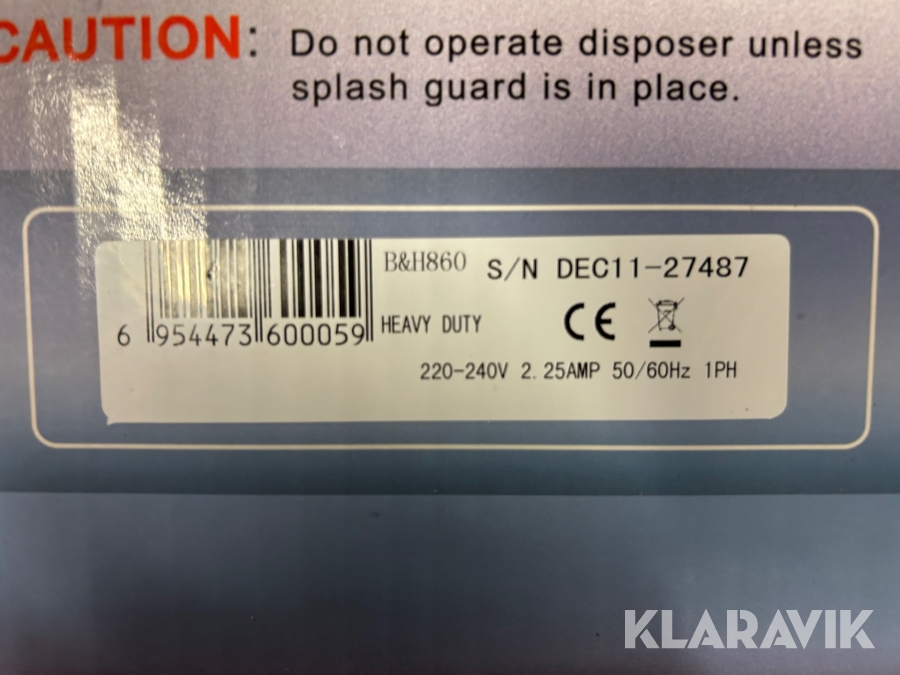 CAUTION: Do not operate disposer unless
splash guard is in place.
B&H860 S/N DEC11-27487
6 954473 600059 HEAVY DUTY CE
220-240V 2.25AMP 50/60Hz 1PH
KLARAVIK